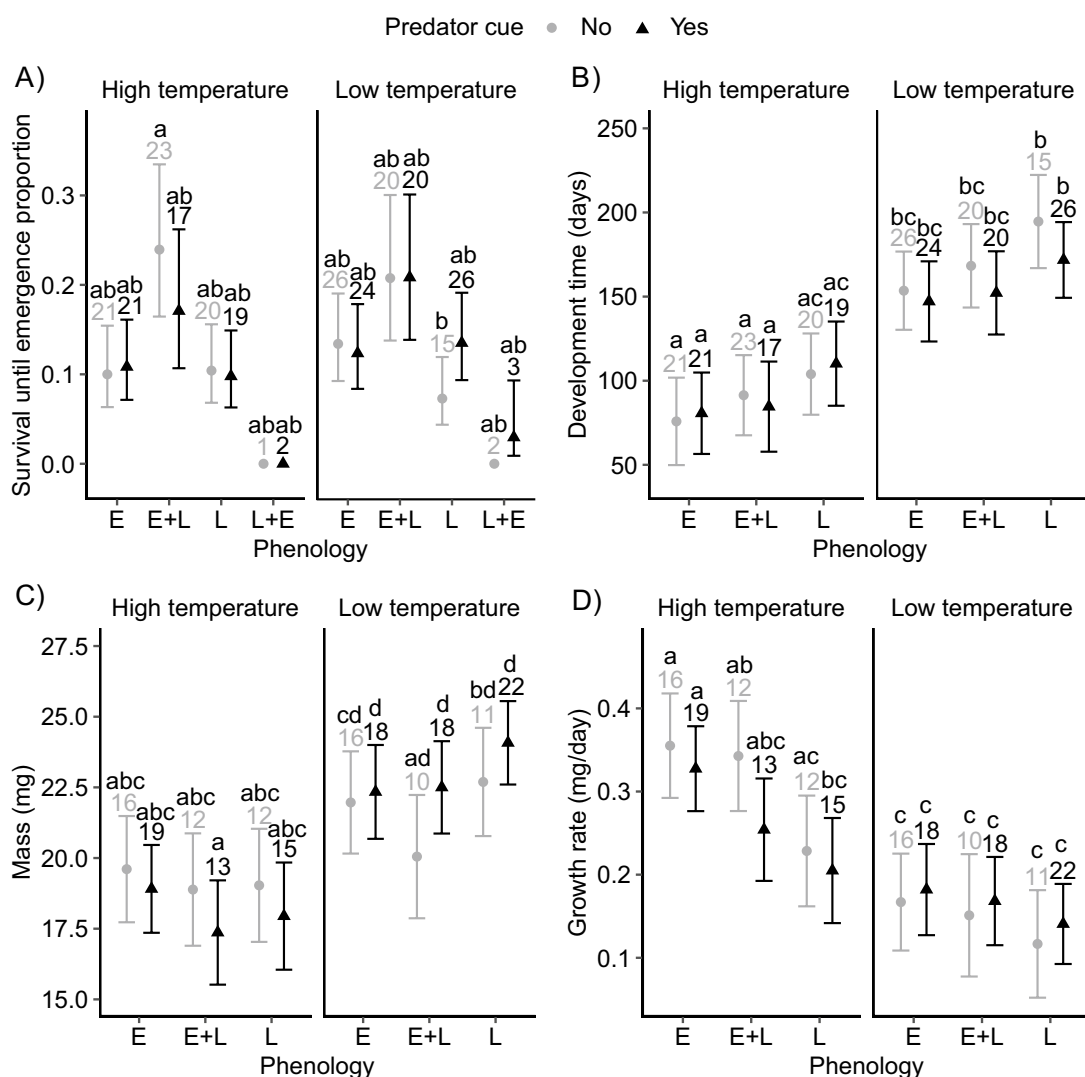 Predator cue No Yes
A)
High temperature Low temperature
Survival until emergence proportion
0.3
0.2
0.1
0.0
ab ab a ab ab ab abab
21 21 23 17 20 19 1 2
ab ab ab ab b ab ab ab
26 24 20 20 15 26 2 3
E E+L L L+E E E+L L L+E
Phenology
B)
High temperature Low temperature
Development time (days)
250
200
150
100
50
a a a a ac ac
21 21 23 17 20 19
bc bc bc bc b b
26 24 20 20 15 26
E E+L L E E+L L
Phenology
C)
High temperature Low temperature
Mass (mg)
27.5
25.0
22.5
20.0
17.5
15.0
abc abc abc a abc abc
16 19 12 13 12 15
cd d ad d bd d
16 18 10 18 11 22
E E+L L E E+L L
Phenology
D)
High temperature Low temperature
Growth rate (mg/day)
0.4
0.3
0.2
0.1
a a ab abc ac bc
16 19 12 13 12 15
c c c c c c
16 18 10 18 11 22
E E+L L E E+L L
Phenology